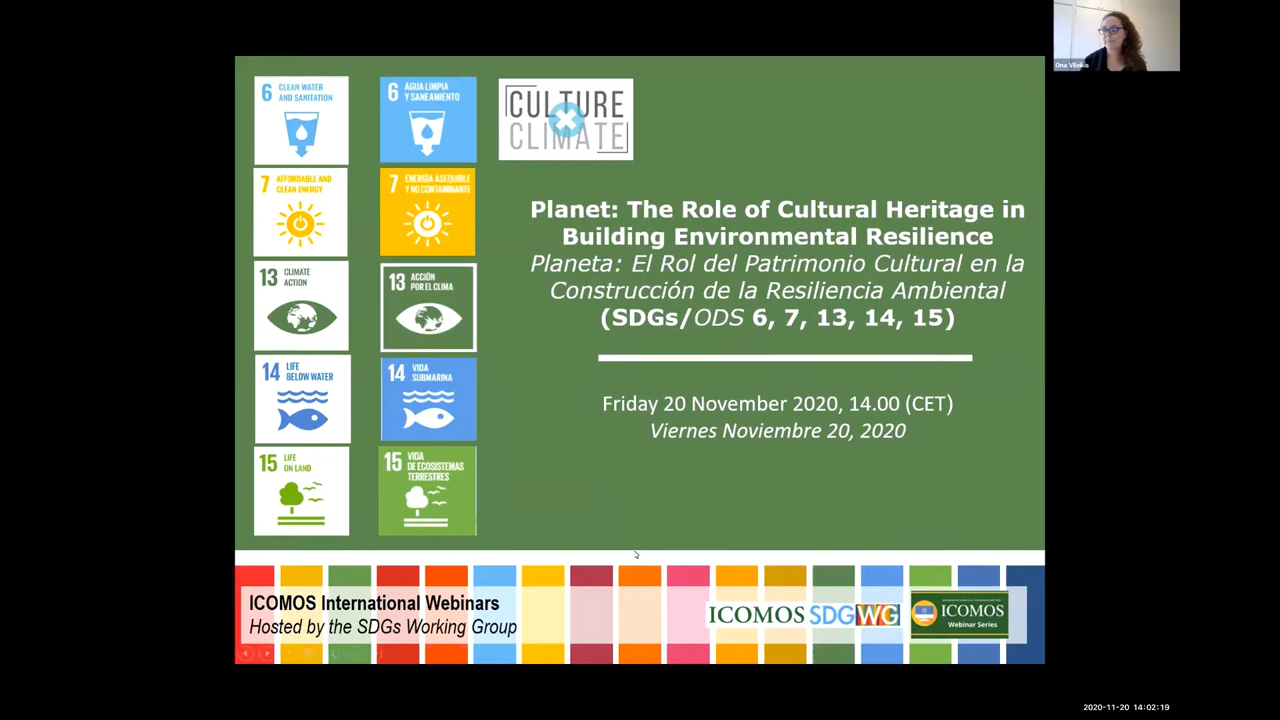 6 CLEAN WATER
AND SANITATION
6 AGUA LIMPIA
Y SANEAMIENTO
7 AFFORDABLE AND
CLEAN ENERGY
7 ENERGÍA ASEQUIBLE
Y NO CONTAMINANTE
13 CLIMATE
ACTION
13 ACCIÓN
POR EL CLIMA
14 LIFE
BELOW WATER
14 VIDA
SUBMARINA
15 LIFE
ON LAND
15 VIDA
DE ECOSISTEMAS
TERRESTRES
CULTURE
CLIMATE
Planet: The Role of Cultural Heritage in
Building Environmental Resilience
Planeta: El Rol del Patrimonio Cultural en la
Construcción de la Resiliencia Ambiental
(SDGs/ODS 6, 7, 13, 14, 15)
Friday 20 November 2020, 14.00 (CET)
Viernes Noviembre 20, 2020
ICOMOS International Webinars
Hosted by the SDGs Working Group
ICOMOS SDGWG
ICOMOS
Webinar Series
Ona Vileikis
2020-11-20 14:02:19